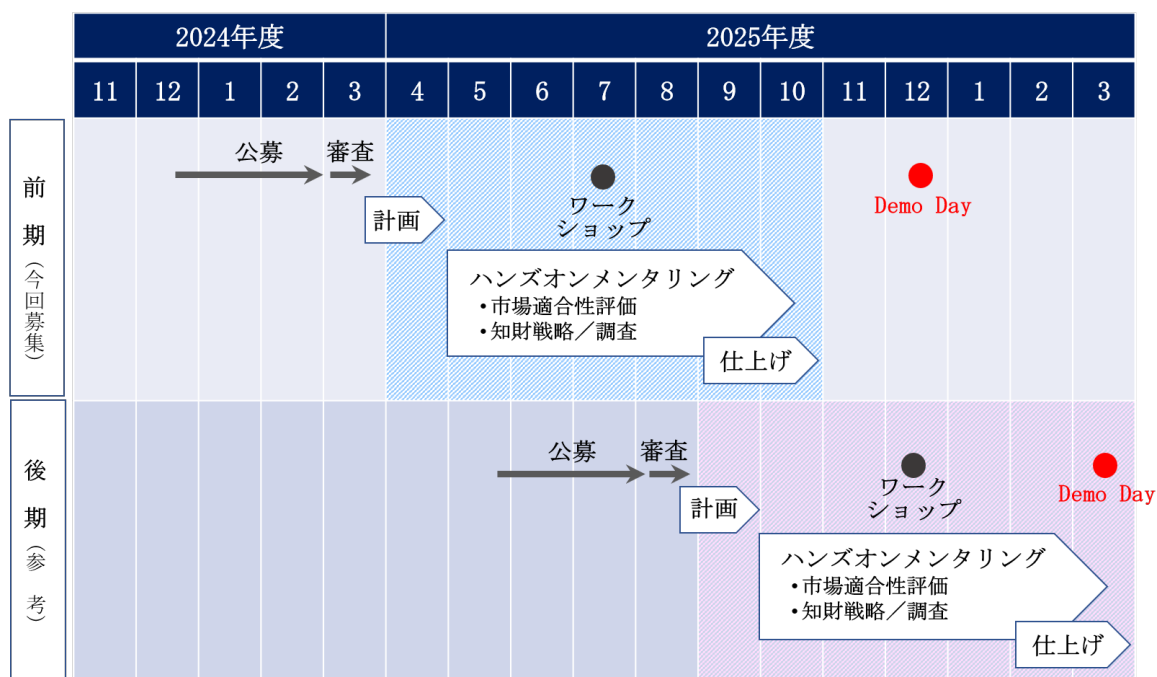 2024年度
2025年度
11 12 1 2 3 4 5 6 7 8 9 10 11 12 1 2 3
前期(今回募集)
公募
審査
計画
ワーク
ショップ
Demo Day
ハンズオンメンタリング
・市場適合性評価
・知財戦略／調査
仕上げ
後期(参考)
公募
審査
計画
ワーク
ショップ
Demo Day
ハンズオンメンタリング
・市場適合性評価
・知財戦略／調査
仕上げ